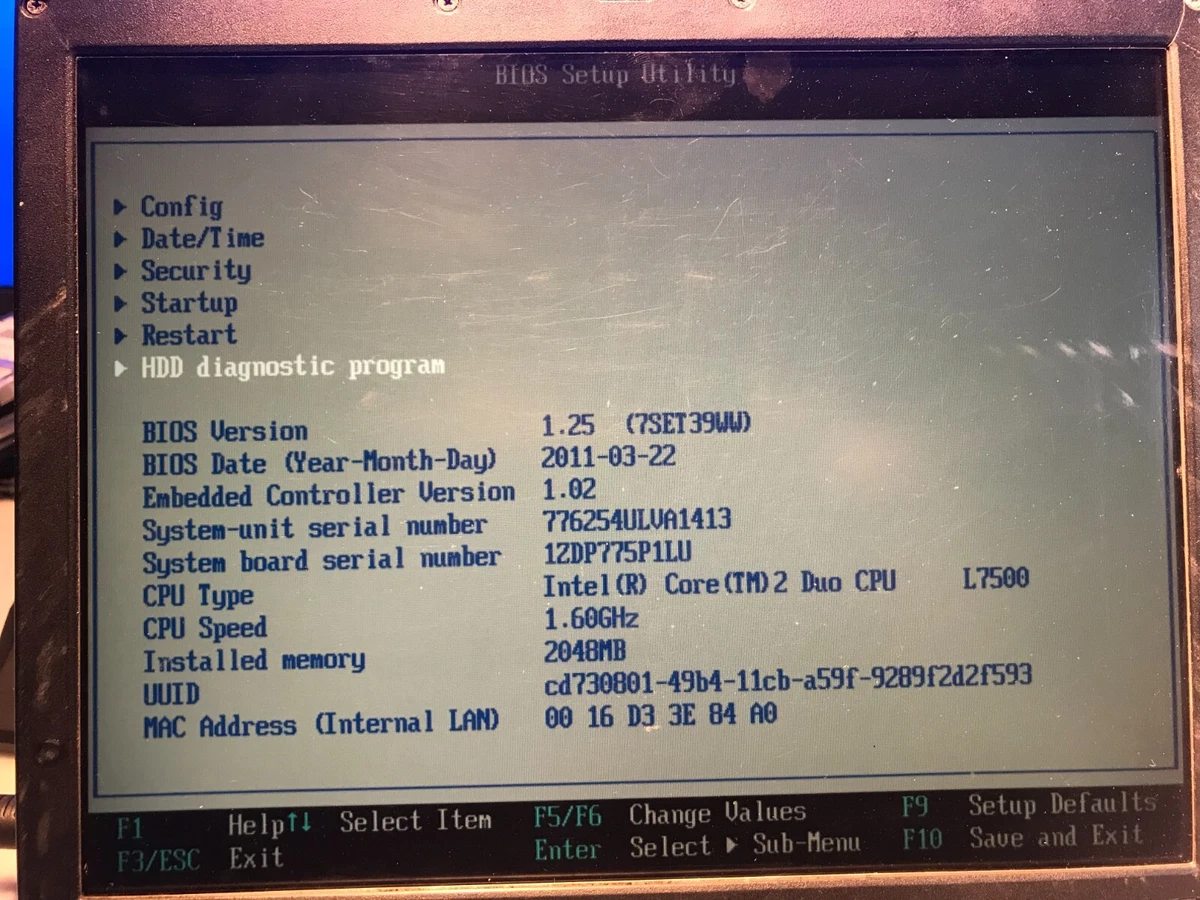 BIOS Setup Utility
Config
Date/Time
Security
Startup
Restart
HDD diagnostic program
BIOS Version 1.25 (7SET39WW)
BIOS Date (Year-Month-Day) 2011-03-22
Embedded Controller Version 1.02
System-unit serial number 776254ULVA1413
System board serial number 1ZDP775P1LU
CPU Type Intel(R) Core(TM)2 Duo CPU L7500
CPU Speed 1.60GHz
Installed memory 2048MB
UUID cd730801-49b4-11cb-a59f-9289f2d2f593
MAC Address (Internal LAN) 00 16 D3 3E 84 A0
F1 Help ↑↓ Select Item F5/F6 Change Values F9 Setup Defaults
F3/ESC Exit Enter Select ▶ Sub-Menu F10 Save and Exit